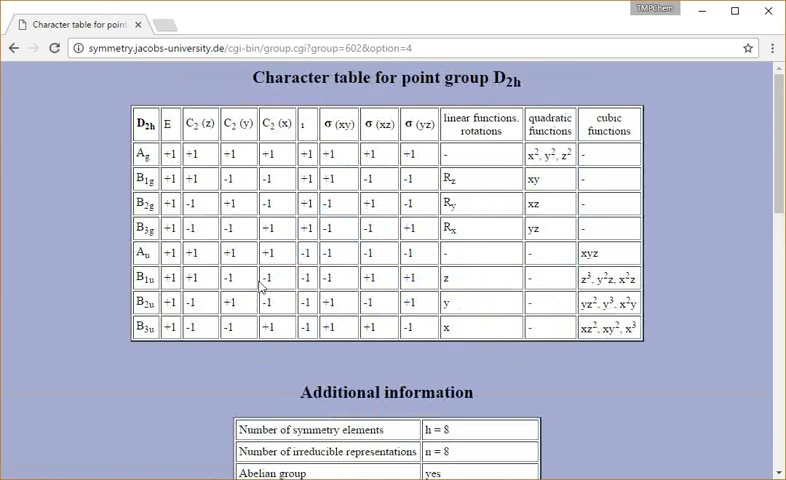 TMPChem
Character table for point
symmetry.jacobs-university.de/cgi-bin/group.cgi?group=602&option=4
Character table for point group D2h
D2h E C2 (z) C2 (y) C2 (x) i σ (xy) σ (xz) σ (yz) linear functions, rotations quadratic functions cubic functions
Ag +1 +1 +1 +1 +1 +1 +1 +1 - x², y², z² -
B1g +1 +1 -1 -1 +1 +1 -1 -1 Rz xy -
B2g +1 -1 +1 -1 +1 -1 +1 -1 Ry xz -
B3g +1 -1 -1 +1 +1 -1 -1 +1 Rx yz -
Au +1 +1 +1 +1 -1 -1 -1 -1 - - xyz
B1u +1 +1 -1 -1 -1 -1 +1 +1 z - z³, y²z, x²z
B2u +1 -1 +1 -1 -1 +1 -1 +1 y - yz², y³, x²y
B3u +1 -1 -1 +1 -1 +1 +1 -1 x - xz², xy², x³
Additional information
Number of symmetry elements h = 8
Number of irreducible representations n = 8
Abelian group yes